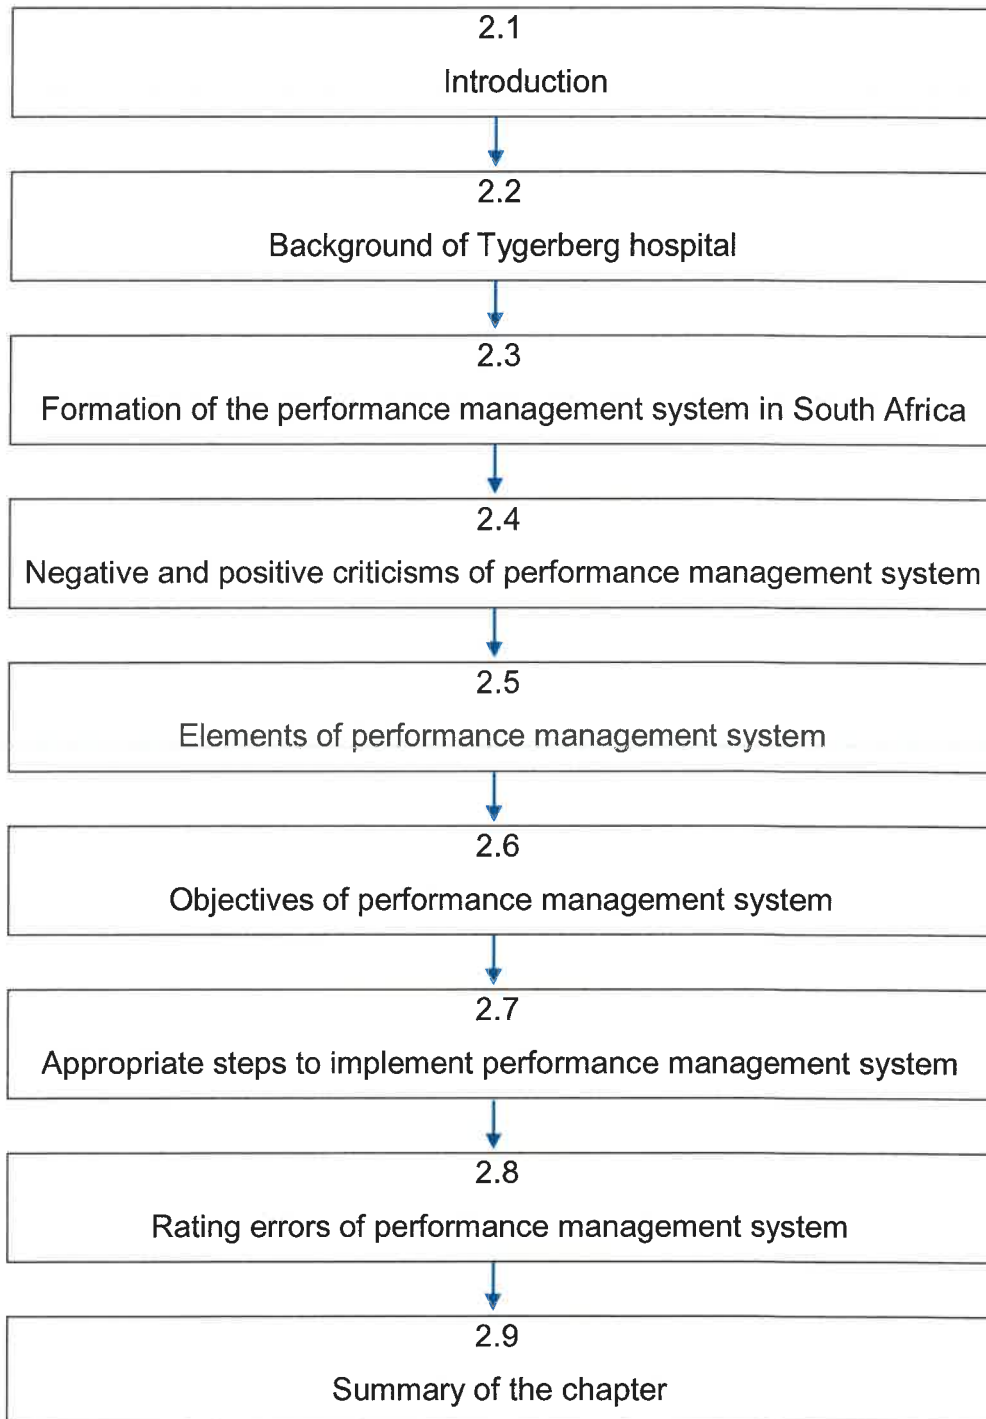 2.1
Introduction
2.2
Background of Tygerberg hospital
2.3
Formation of the performance management system in South Africa
2.4
Negative and positive criticisms of performance management system
2.5
Elements of performance management system
2.6
Objectives of performance management system
2.7
Appropriate steps to implement performance management system
2.8
Rating errors of performance management system
2.9
Summary of the chapter